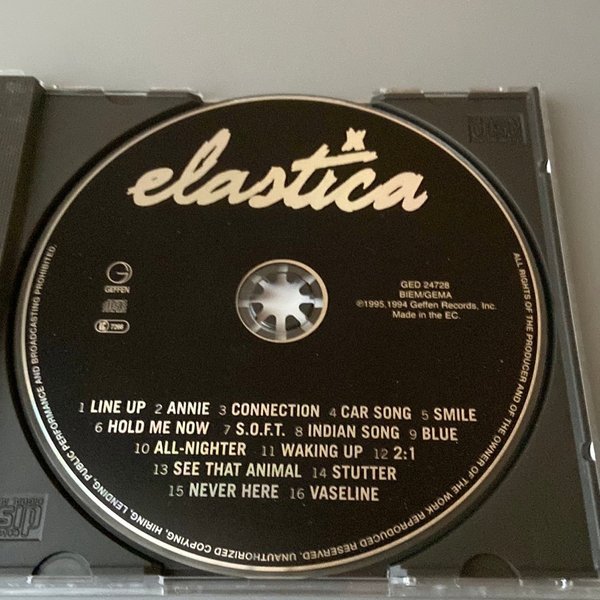 elastica
GEFFEN
LC 7266
GED 24728
BIEM/GEMA
℗1995,1994 Geffen Records, Inc.
Made in the EC.
1 LINE UP 2 ANNIE 3 CONNECTION 4 CAR SONG 5 SMILE
6 HOLD ME NOW 7 S.O.F.T. 8 INDIAN SONG 9 BLUE
10 ALL-NIGHTER 11 WAKING UP 12 2:1
13 SEE THAT ANIMAL 14 STUTTER
15 NEVER HERE 16 VASELINE
ALL RIGHTS OF THE PRODUCER AND OF THE OWNER OF THE WORK REPRODUCED RESERVED. UNAUTHORIZED COPYING, HIRING, LENDING, PUBLIC PERFORMANCE AND BROADCASTING PROHIBITED.